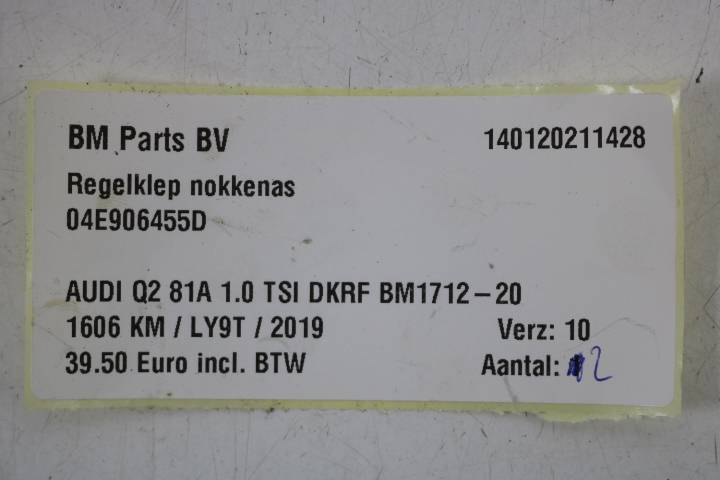 BM Parts BV 140120211428
Regelklep nokkenas
04E906455D
AUDI Q2 81A 1.0 TSI DKRF BM1712-20
1606 KM / LY9T / 2019 Verz: 10
39.50 Euro incl. BTW Aantal: 2